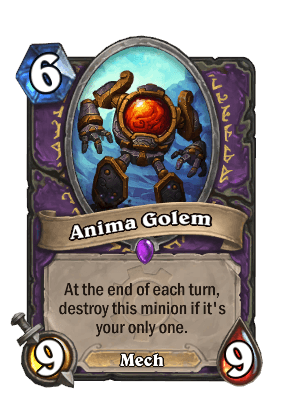 6
Anima Golem
At the end of each turn,
destroy this minion if it's
your only one.
9
Mech
9